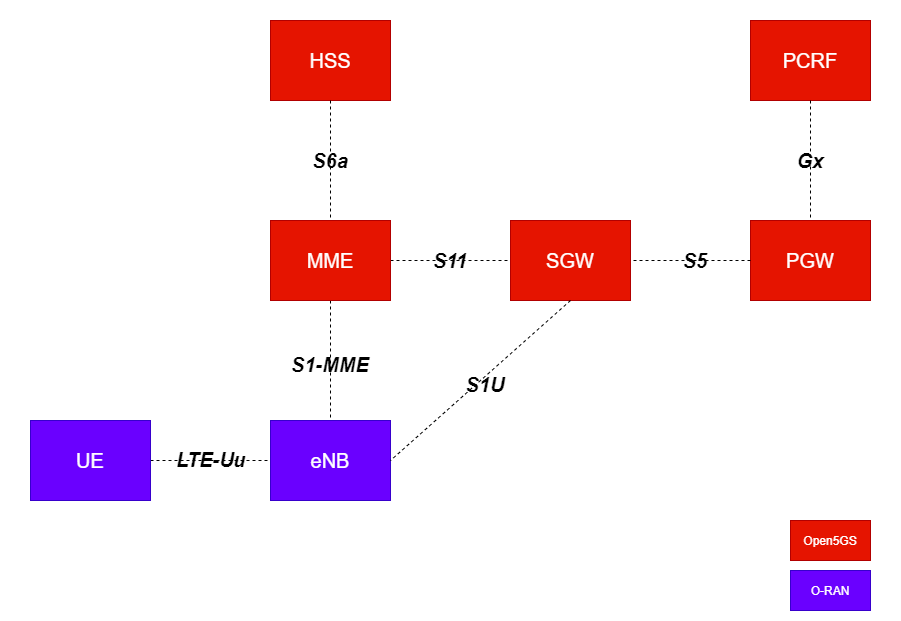 HSS
PCRF
S6a
Gx
MME
S11
SGW
S5
PGW
S1-MME
S1U
UE
LTE-Uu
eNB
Open5GS
O-RAN